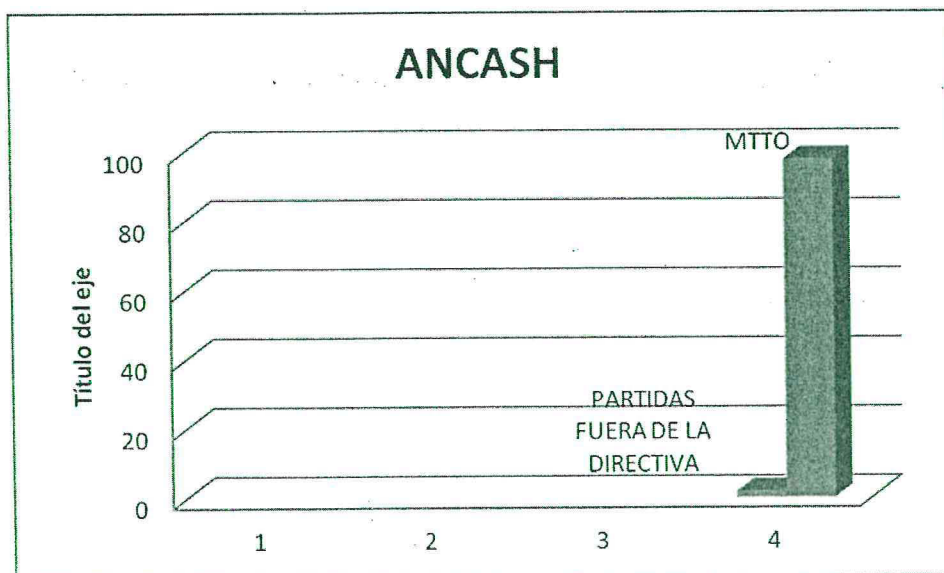 ANCASH
MTTO
100
80
60
40
20
0
Título del eje
PARTIDAS
FUERA DE LA
DIRECTIVA
1 2 3 4